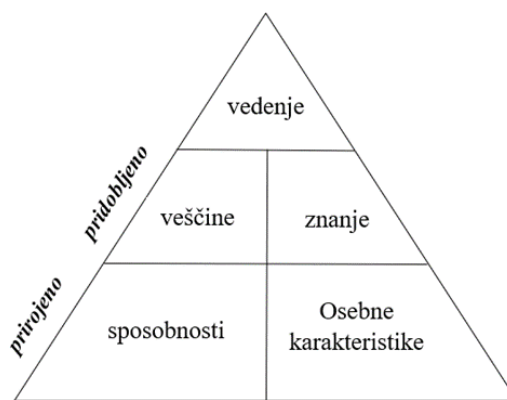 vedenje
pridobljeno
veščine
znanje
prirojeno
sposobnosti
Osebne
karakteristike